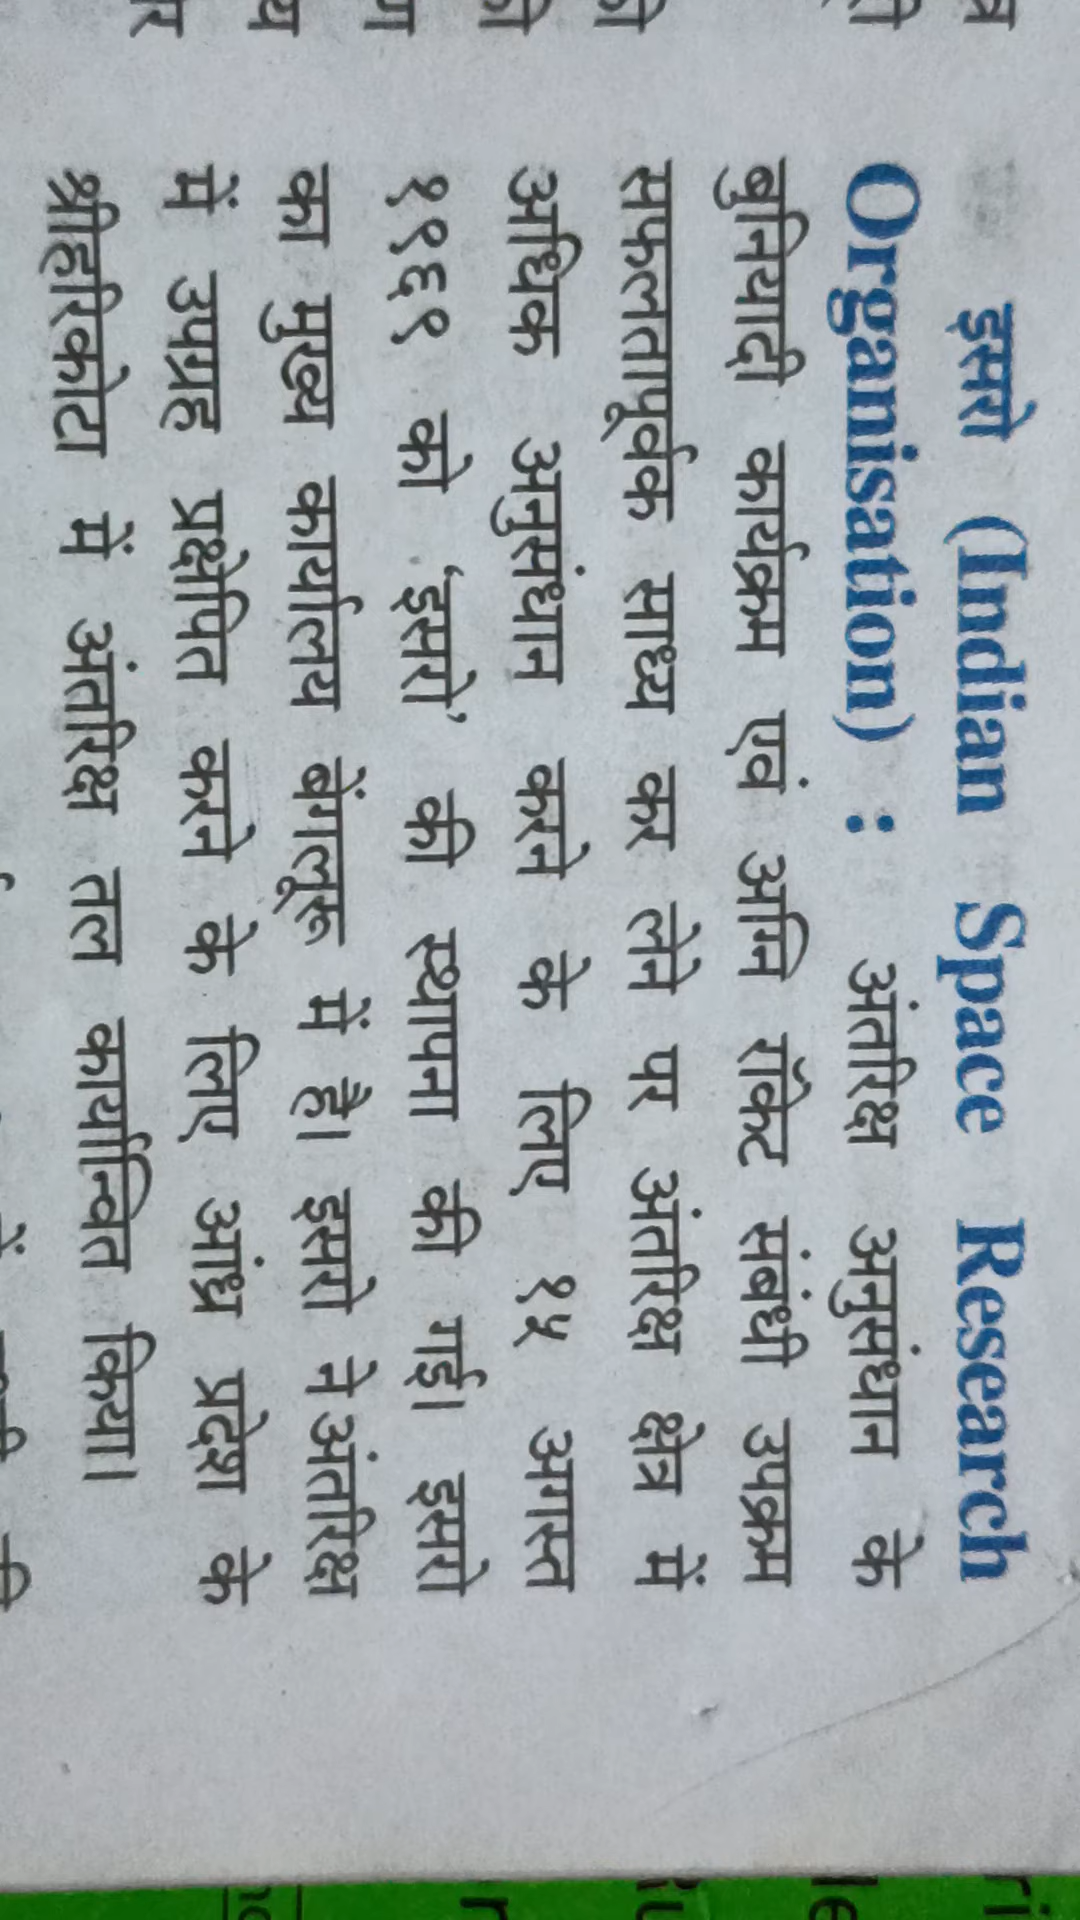 इसरो (Indian Space Research
Organisation) : अंतरिक्ष अनुसंधान के
बुनियादी कार्यक्रम एवं अग्नि रॉकेट संबंधी उपक्रम
सफलतापूर्वक साध्य कर लेने पर अंतरिक्ष क्षेत्र में
अधिक अनुसंधान करने के लिए १५ अगस्त
१९६९ को ‘इसरो’ की स्थापना की गई। इसरो
का मुख्य कार्यालय बेंगलूरू में है। इसरो ने अंतरिक्ष
में उपग्रह प्रक्षेपित करने के लिए आंध्र प्रदेश के
श्रीहरिकोटा में अंतरिक्ष तल कार्यान्वित किया।